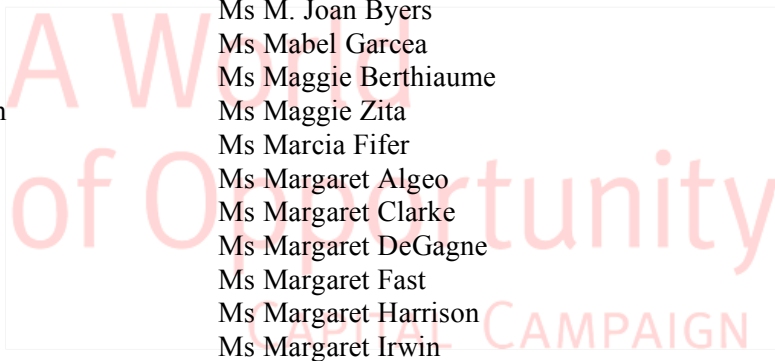 Ms M. Joan Byers
Ms Mabel Garcea
Ms Maggie Berthiaume
Ms Maggie Zita
Ms Marcia Fifer
Ms Margaret Algeo
Ms Margaret Clarke
Ms Margaret DeGagne
Ms Margaret Fast
Ms Margaret Harrison
Ms Margaret Irwin
A World
of Opportunity
CAPITAL CAMPAIGN